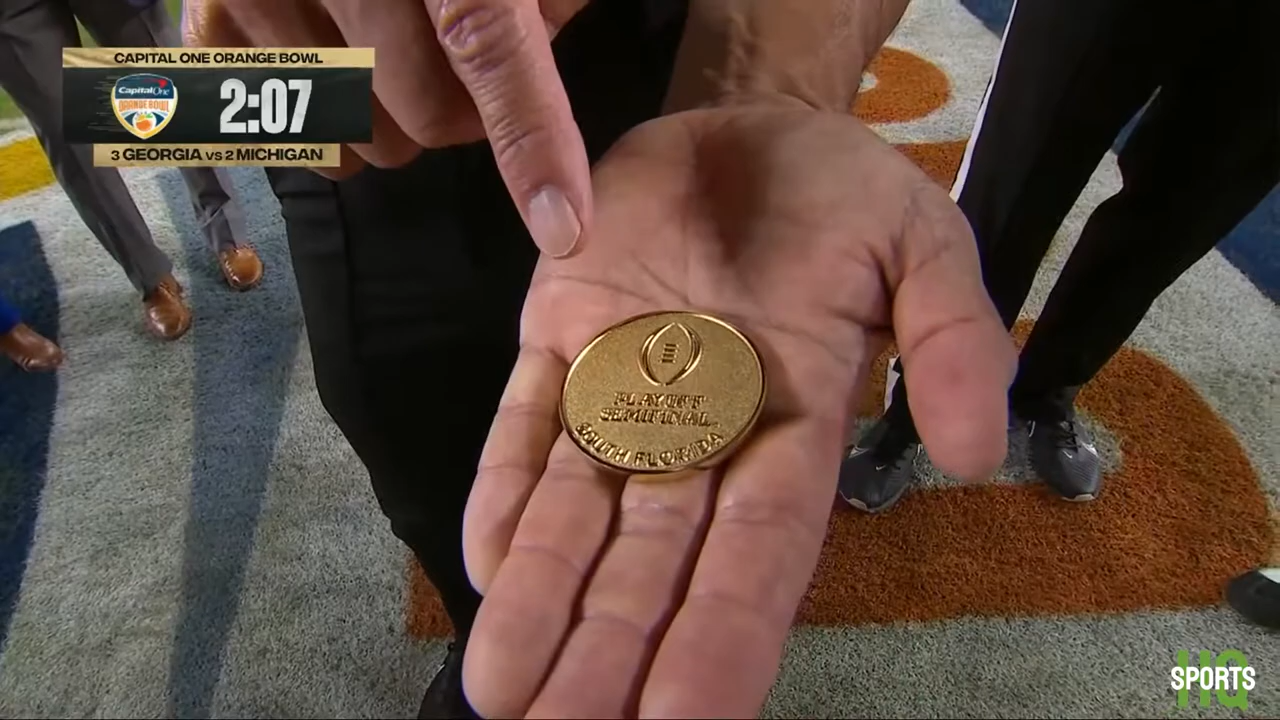 CAPITAL ONE ORANGE BOWL
Capital One
ORANGE BOWL
2:07
3 GEORGIA vs 2 MICHIGAN
PLAYOFF
SEMIFINAL
SOUTH FLORIDA
HQ
SPORTS